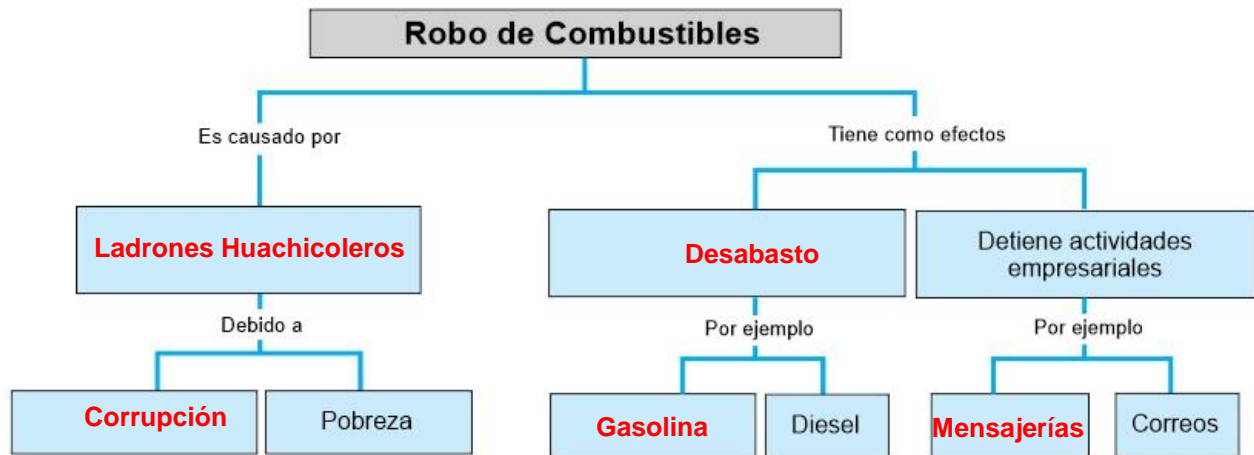 Robo de Combustibles
Es causado por
Tiene como efectos
Ladrones Huachicoleros
Desabasto
Detiene actividades
empresariales
Debido a
Por ejemplo
Por ejemplo
Corrupción
Pobreza
Gasolina
Diesel
Mensajerías
Correos